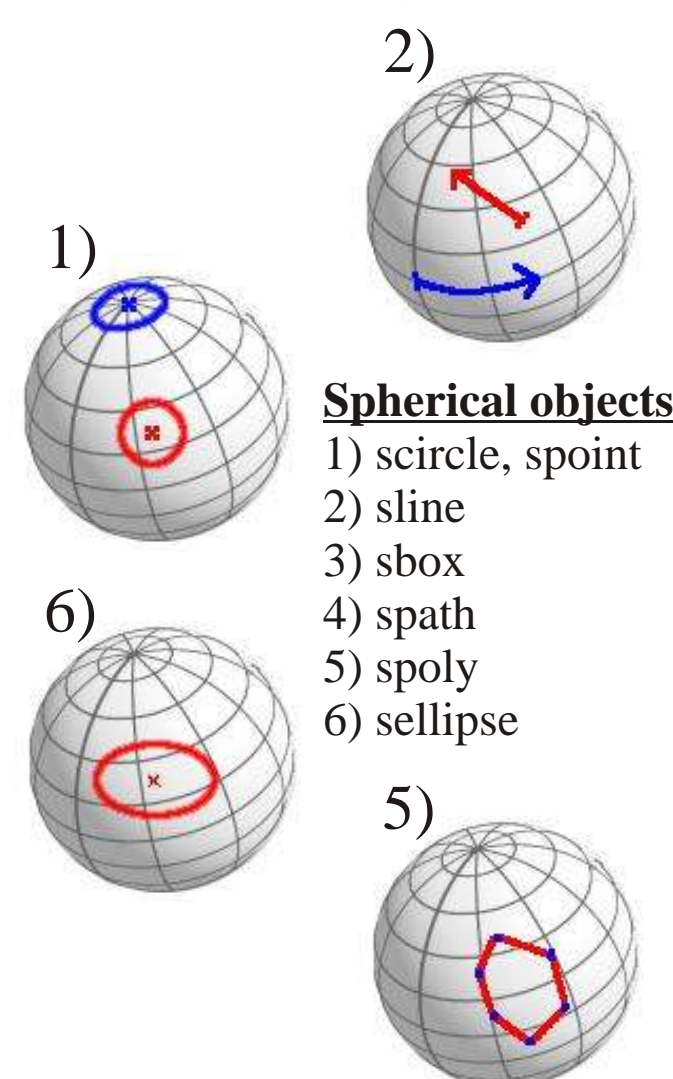 2)
1)
Spherical objects
1) scircle, spoint
2) sline
3) sbox
4) spath
5) spoly
6) sellipse
6)
5)